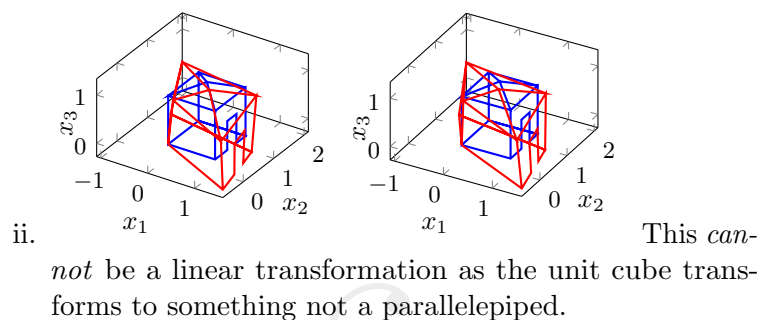 2
1
1
x₃
0
−1
0
1
0
1
x₂
x₁
2
1
1
x₃
0
−1
0
1
0
1
x₂
x₁
ii. This can-
not be a linear transformation as the unit cube trans-
forms to something not a parallelepiped.